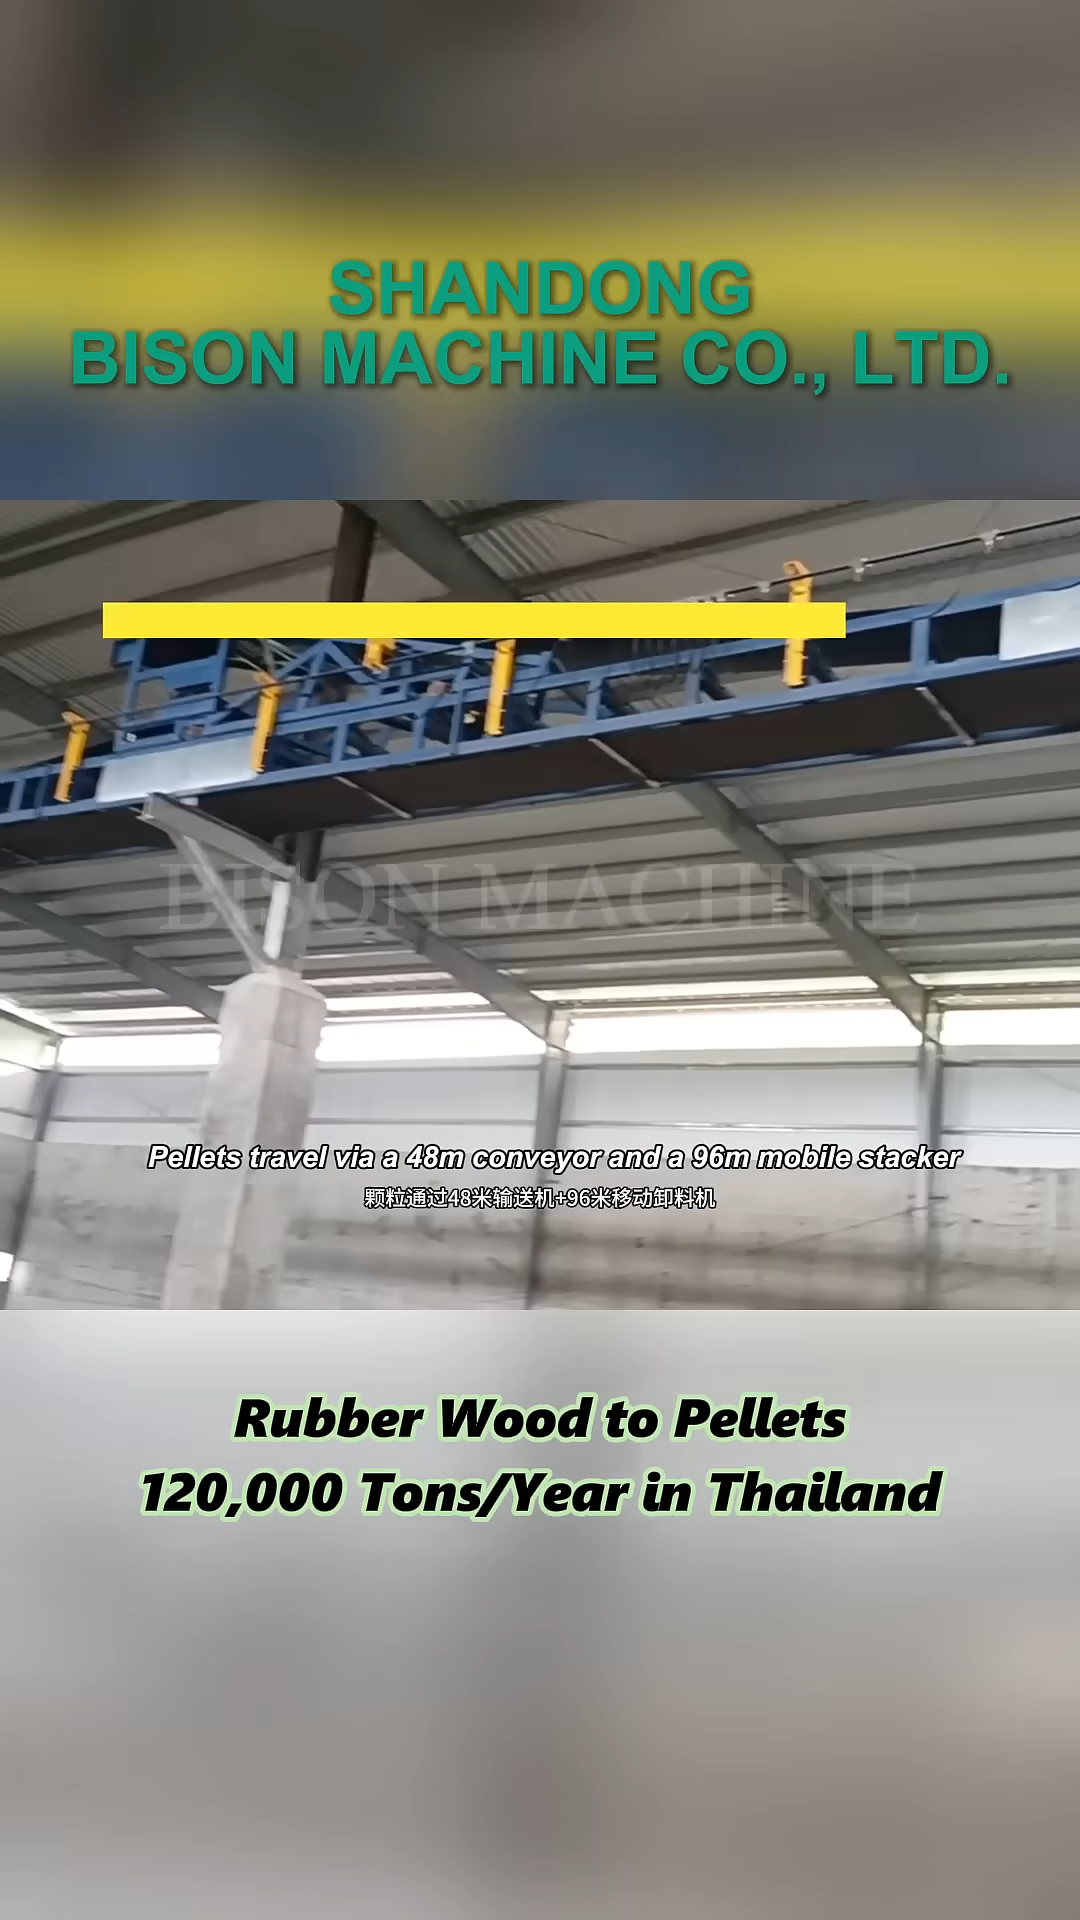 SHANDONG
BISON MACHINE CO., LTD.
BISON MACHINE
Pellets travel via a 48m conveyor and a 96m mobile stacker
颗粒通过48米输送机+96米移动卸料机
Rubber Wood to Pellets
120,000 Tons/Year in Thailand